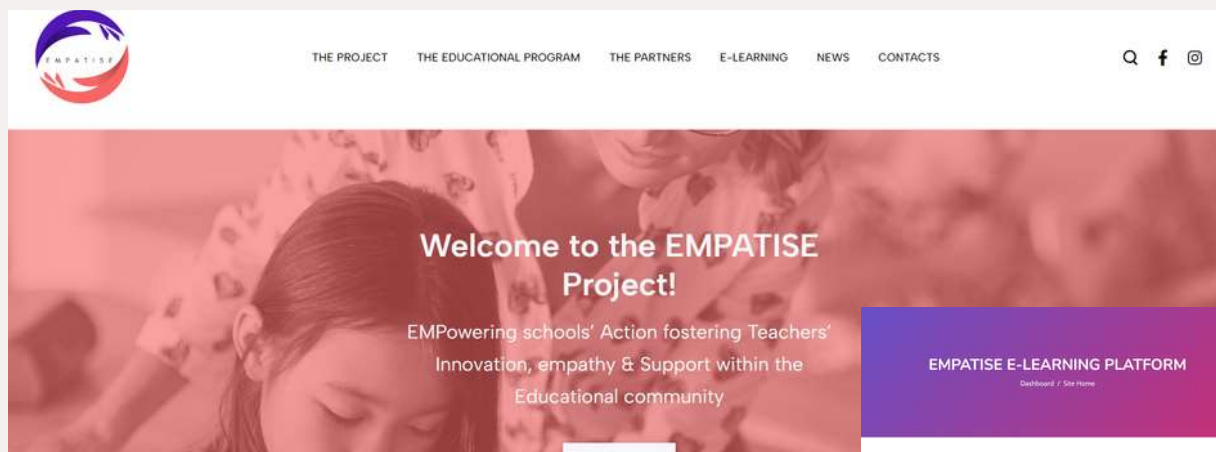 EMPATISE
THE PROJECT THE EDUCATIONAL PROGRAM THE PARTNERS E-LEARNING NEWS CONTACTS
Welcome to the EMPATISE
Project!
EMPowering schools' Action fostering Teachers'
Innovation, empathy & Support within the
Educational community
EMPATISE E-LEARNING PLATFORM
Dashboard / Site Home